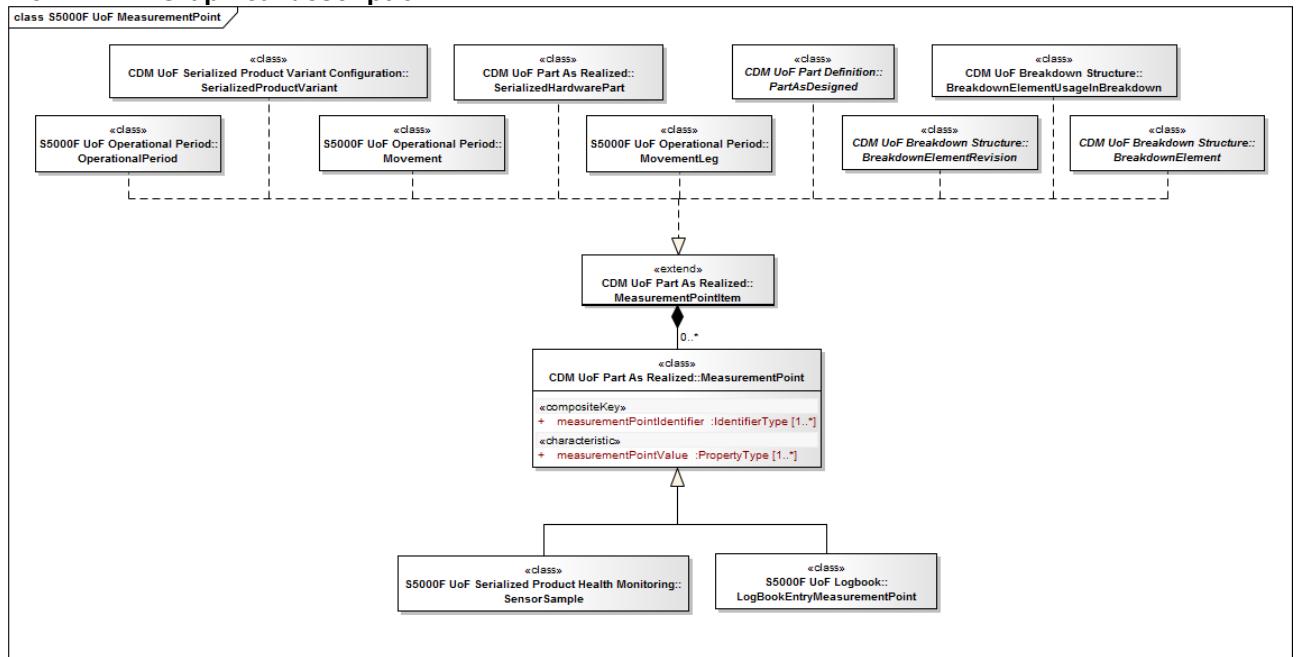 class S5000F UoF MeasurementPoint
«class»
CDM UoF Serialized Product Variant Configuration::
SerializedProductVariant
«class»
CDM UoF Part As Realized::
SerializedHardwarePart
«class»
CDM UoF Part Definition::
PartAsDesigned
«class»
CDM UoF Breakdown Structure::
BreakdownElementUsageInBreakdown
«class»
S5000F UoF Operational Period::
OperationalPeriod
«class»
S5000F UoF Operational Period::
Movement
«class»
S5000F UoF Operational Period::
MovementLeg
«class»
CDM UoF Breakdown Structure::
BreakdownElementRevision
«class»
CDM UoF Breakdown Structure::
BreakdownElement
«extend»
CDM UoF Part As Realized::
MeasurementPointItem
0..*
«class»
CDM UoF Part As Realized::MeasurementPoint
«compositeKey»
+ measurementPointIdentifier :IdentifierType [1..*]
«characteristic»
+ measurementPointValue :PropertyType [1..*]
«class»
S5000F UoF Serialized Product Health Monitoring::
SensorSample
«class»
S5000F UoF Logbook::
LogBookEntryMeasurementPoint